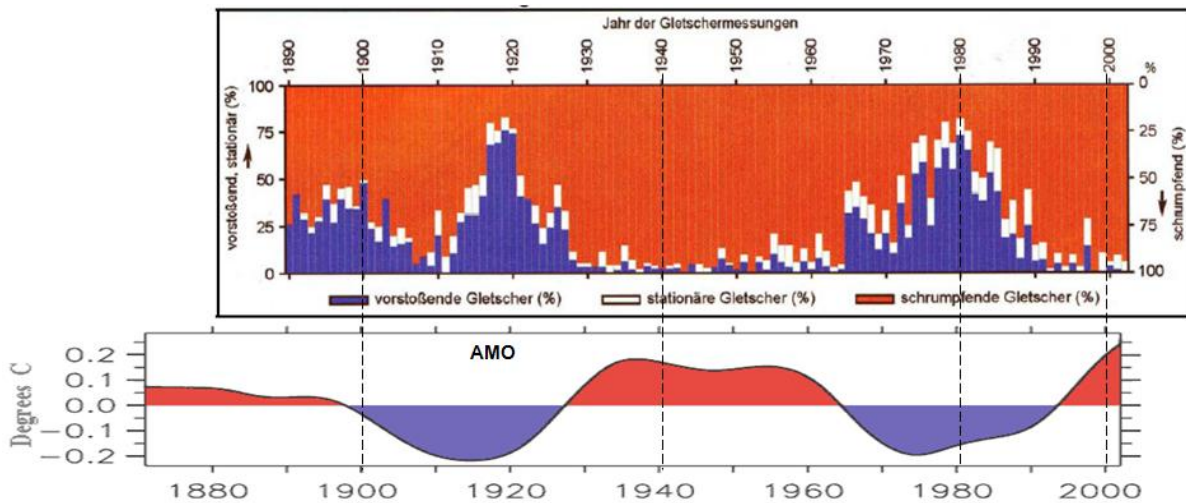 Jahr der Gletschermessungen
1890 1900 1910 1920 1930 1940 1950 1960 1970 1980 1990 2000 %
vorstoßend, stationär (%)
100
75
50
25
0
0
25
50
75
100
schrumpfend (%)
vorstoßende Gletscher (%) stationäre Gletscher (%) schrumpfende Gletscher (%)
AMO
Degrees C
0.2
0.1
0.0
-0.1
-0.2
1880 1900 1920 1940 1960 1980 2000